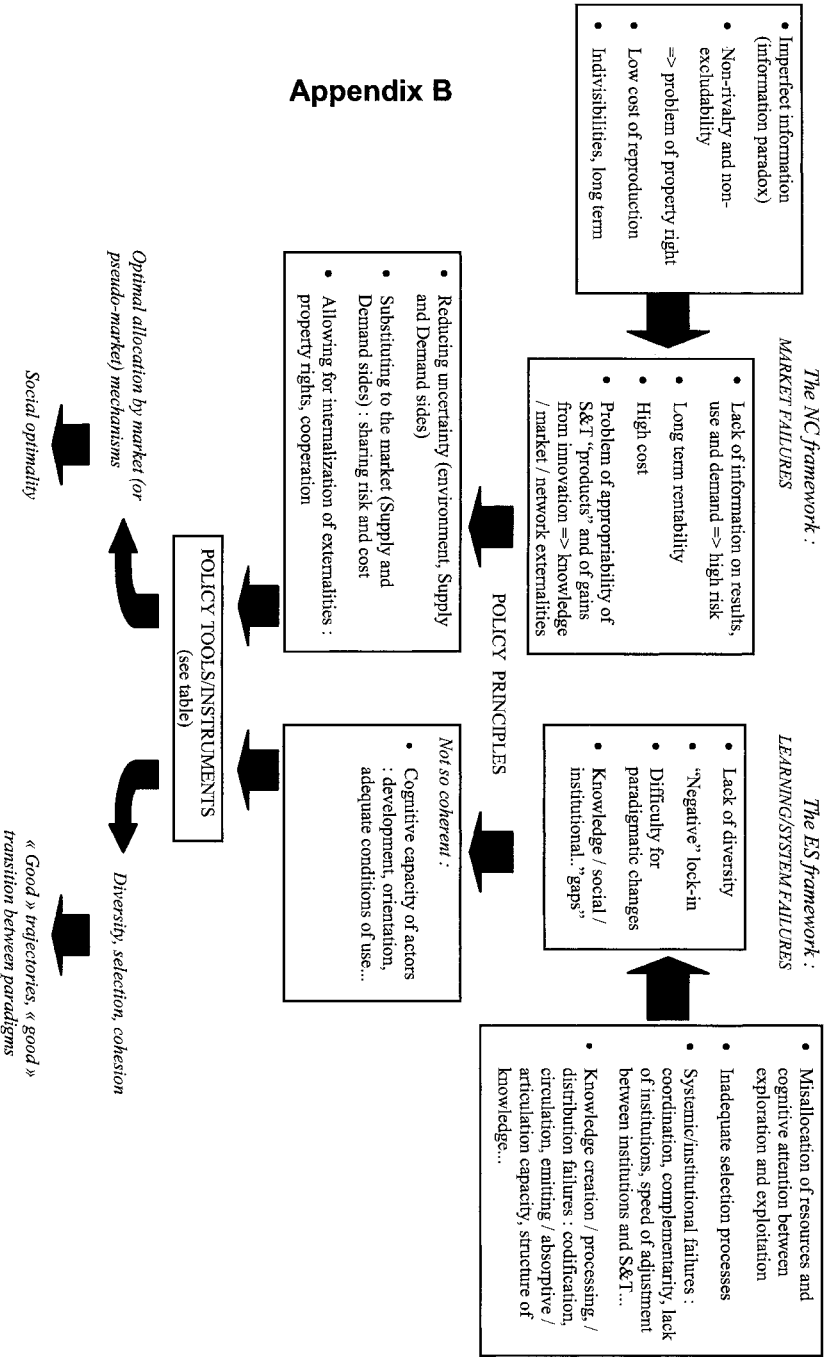 Appendix B
The NC framework :
MARKET FAILURES
• Imperfect information
(information paradox)
• Non-rivalry and non-
excludability
=> problem of property right
• Low cost of reproduction
• Indivisibilities, long term
• Lack of information on results,
use and demand => high risk
• Long term rentability
• High cost
• Problem of appropriability of
S&T “products” and of gains
from innovation => knowledge
/ market / network externalities
The ES framework :
LEARNING/SYSTEM FAILURES
• Lack of diversity
• “Negative” lock-in
• Difficulty for
paradigmatic changes
• Knowledge / social /
institutional.. ”gaps”
• Misallocation of resources and
cognitive attention between
exploration and exploitation
• Inadequate selection processes
• Systemic/institutional failures :
coordination, complementarity, lack
of institutions, speed of adjustment
between institutions and S&T...
• Knowledge creation / processing, /
distribution failures : codification,
circulation, emitting / absorptive /
articulation capacity, structure of
knowledge...
POLICY PRINCIPLES
• Reducing uncertainty (environment, Supply
and Demand sides)
• Substituting to the market (Supply and
Demand sides) : sharing risk and cost
• Allowing for internalization of externalities :
property rights, cooperation
Not so coherent :
• Cognitive capacity of actors
: development, orientation,
adequate conditions of use...
POLICY TOOLS/INSTRUMENTS
(see table)
Optimal allocation by market (or
pseudo-market) mechanisms
Social optimality
Diversity, selection, cohesion
« Good » trajectories, « good »
transition between paradigms